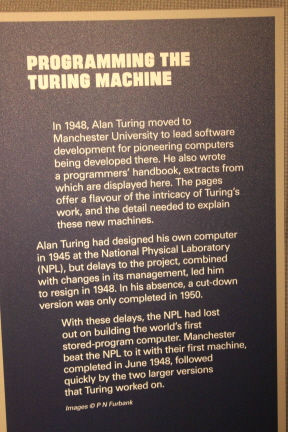 PROGRAMMING THE
TURING MACHINE
In 1948, Alan Turing moved to
Manchester University to lead software
development for pioneering computers
being developed there. He also wrote
a programmers' handbook, extracts from
which are displayed here. The pages
offer a flavour of the intricacy of Turing's
work, and the detail needed to explain
these new machines.
Alan Turing had designed his own computer
in 1945 at the National Physical Laboratory
(NPL), but delays to the project, combined
with changes in its management, led him
to resign in 1948. In his absence, a cut-down
version was only completed in 1950.
With these delays, the NPL had lost
out on building the world's first
stored-program computer. Manchester
beat the NPL to it with their first machine,
completed in June 1948, followed
quickly by the two larger versions
that Turing worked on.
Images © P N Furbank